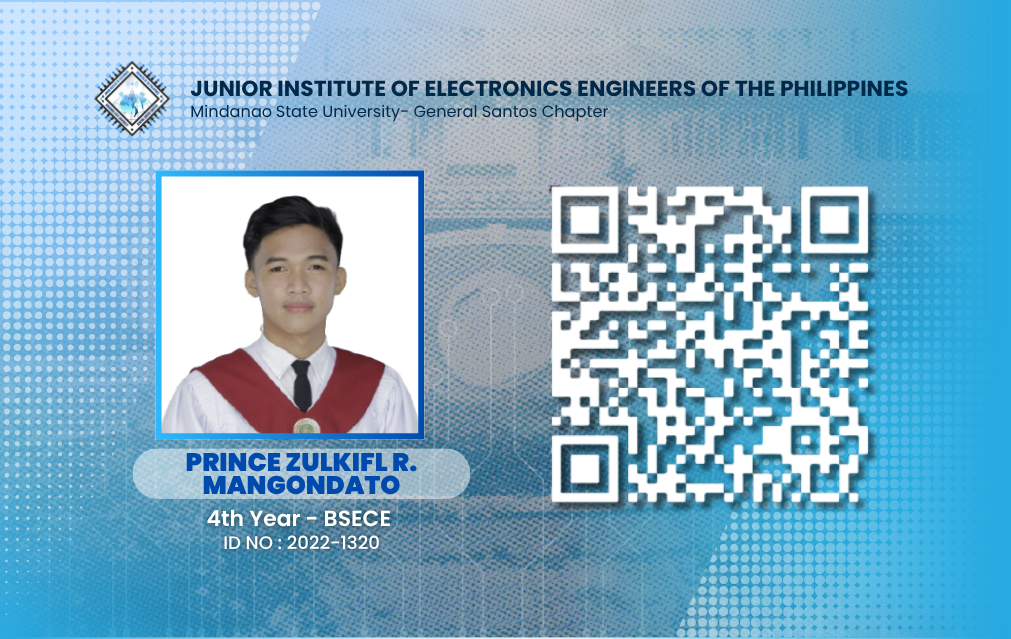 JUNIOR INSTITUTE OF ELECTRONICS ENGINEERS OF THE PHILIPPINES
Mindanao State University- General Santos Chapter
PRINCE ZULKIFL R.
MANGONDATO
4th Year - BSECE
ID NO : 2022-1320